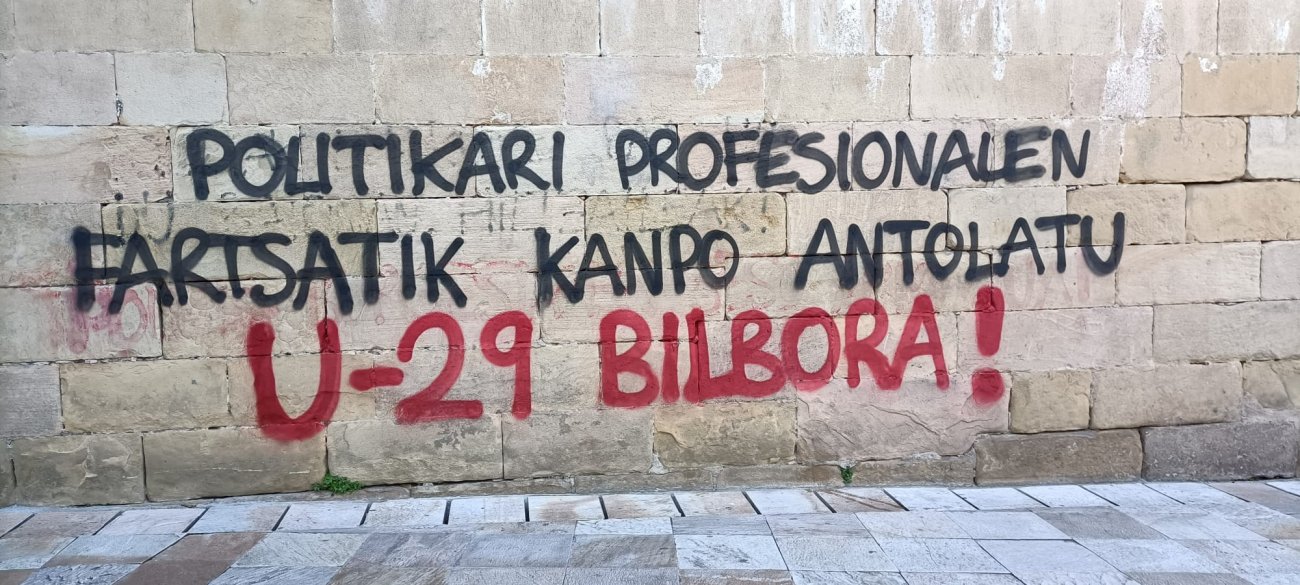 POLITIKARI PROFESIONALEN
FARTSATIK KANPO ANTOLATU
U-29 BILBORA!